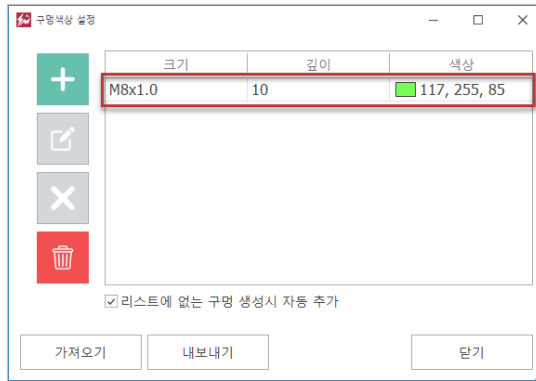 구멍색상 설정
크기 깊이 색상
M8x1.0 10 117, 255, 85
리스트에 없는 구멍 생성시 자동 추가
가져오기 내보내기 닫기